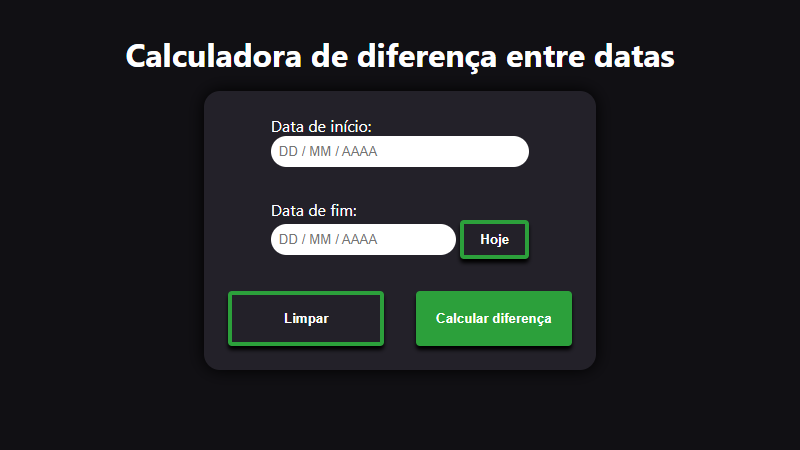 Calculadora de diferença entre datas
Data de início:
DD / MM / AAAA
Data de fim:
DD / MM / AAAA Hoje
Limpar Calcular diferença